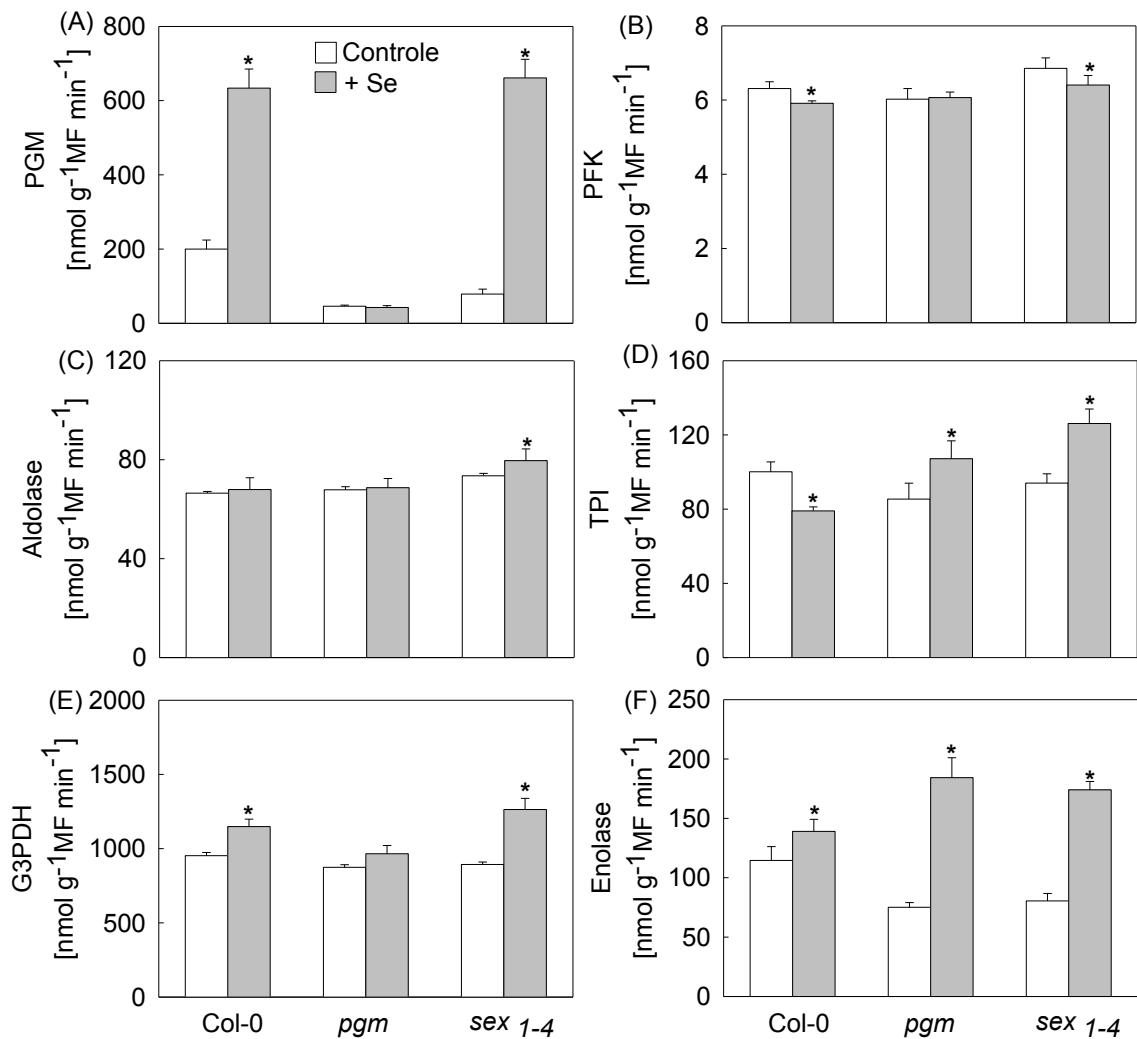 (A)
800
600
400
200
0
PGM
[nmol g⁻¹MF min⁻¹]
Controle
+ Se
*
*
(B)
8
6
4
2
0
PFK
[nmol g⁻¹MF min⁻¹]
*
*
(C)
120
80
40
0
Aldolase
[nmol g⁻¹MF min⁻¹]
*
(D)
160
120
80
40
0
TPI
[nmol g⁻¹MF min⁻¹]
*
*
*
(E)
2000
1500
1000
500
0
G3PDH
[nmol g⁻¹MF min⁻¹]
*
*
Col-0 pgm sex 1-4
(F)
250
200
150
100
50
0
Enolase
[nmol g⁻¹MF min⁻¹]
*
*
*
Col-0 pgm sex 1-4